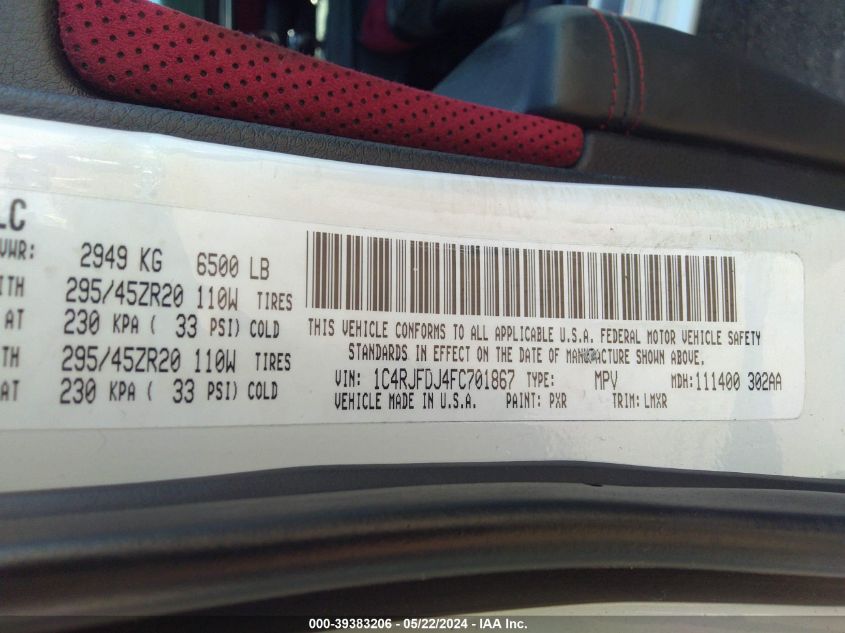 LC
VWR: 2949 KG 6500 LB
ITH 295/45ZR20 110W TIRES
AT 230 KPA ( 33 PSI) COLD
TH 295/45ZR20 110W TIRES
AT 230 KPA ( 33 PSI) COLD
THIS VEHICLE CONFORMS TO ALL APPLICABLE U.S.A. FEDERAL MOTOR VEHICLE SAFETY
STANDARDS IN EFFECT ON THE DATE OF MANUFACTURE SHOWN ABOVE.
VIN: 1C4RJFDJ4FC701867 TYPE: MPV MDH:111400 302AA
VEHICLE MADE IN U.S.A. PAINT: PXR TRIM: LMXR
000-39383206 - 05/22/2024 - IAA Inc.